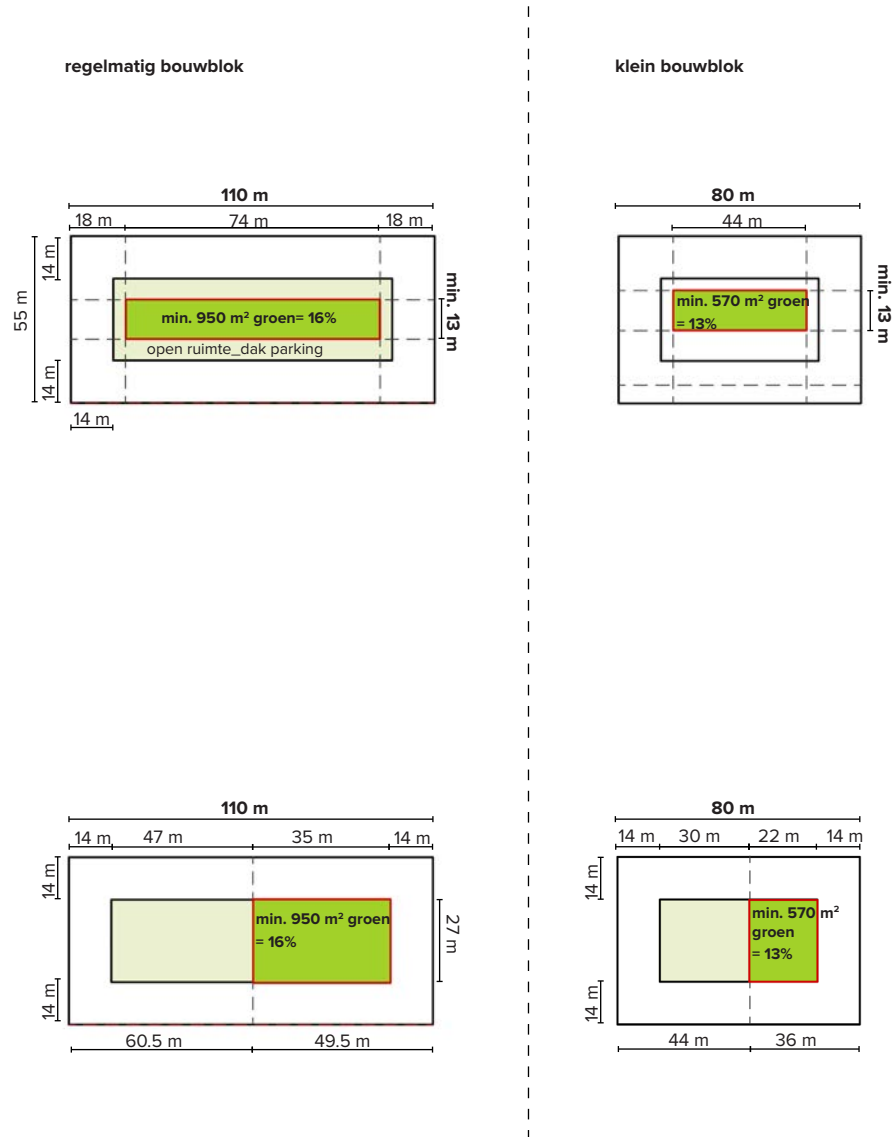 regelmatig bouwblok
klein bouwblok
110 m
18 m
74 m
18 m
14 m
55 m
14 m
14 m
min. 950 m² groen= 16%
open ruimte_dak parking
min. 13 m
80 m
44 m
min. 570 m² groen
= 13%
min. 13 m
110 m
14 m
47 m
35 m
14 m
14 m
14 m
min. 950 m² groen
= 16%
27 m
60.5 m
49.5 m
80 m
14 m
30 m
22 m
14 m
14 m
14 m
min. 570 m²
groen
= 13%
44 m
36 m